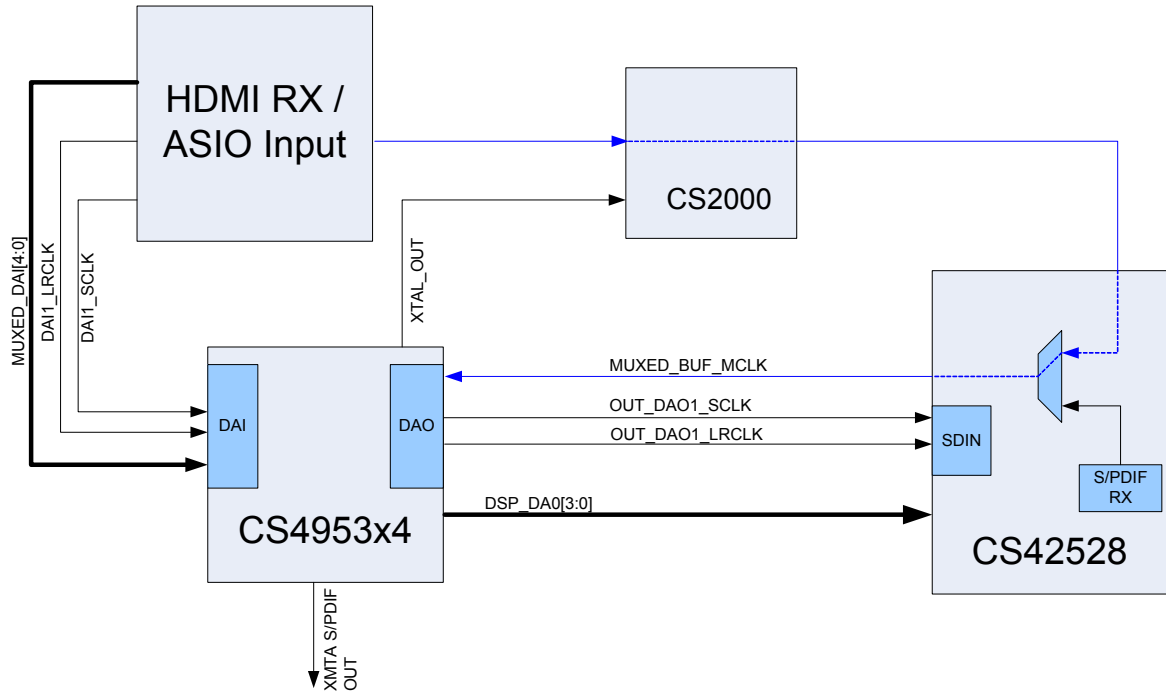 HDMI RX /
ASIO Input
CS2000
MUXED_DAI[4:0]
DAI1_LRCLK
DAI1_SCLK
XTAL_OUT
MUXED_BUF_MCLK
OUT_DAO1_SCLK
OUT_DAO1_LRCLK
DAI
DAO
SDIN
S/PDIF
RX
DSP_DA0[3:0]
CS4953x4
CS42528
XMTA S/PDIF
OUT